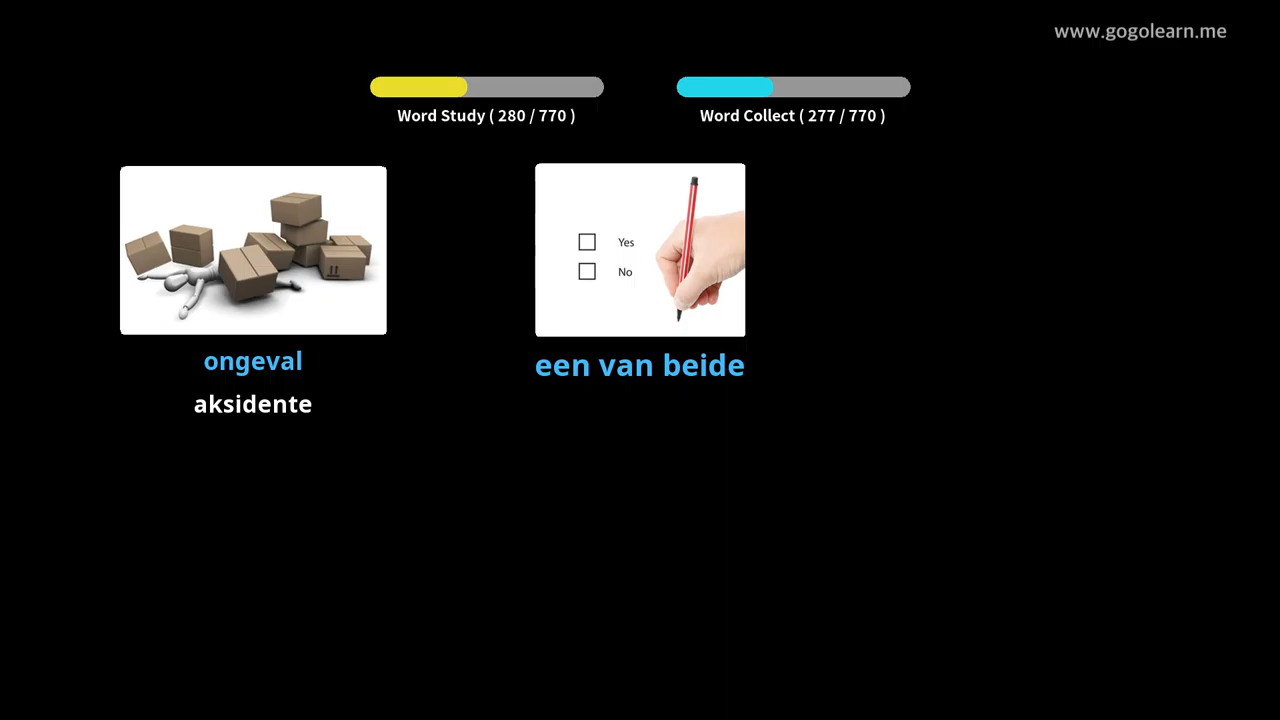 www.gogolearn.me
Word Study ( 280 / 770 )
Word Collect ( 277 / 770 )
Yes
No
ongeval
aksidente
een van beide